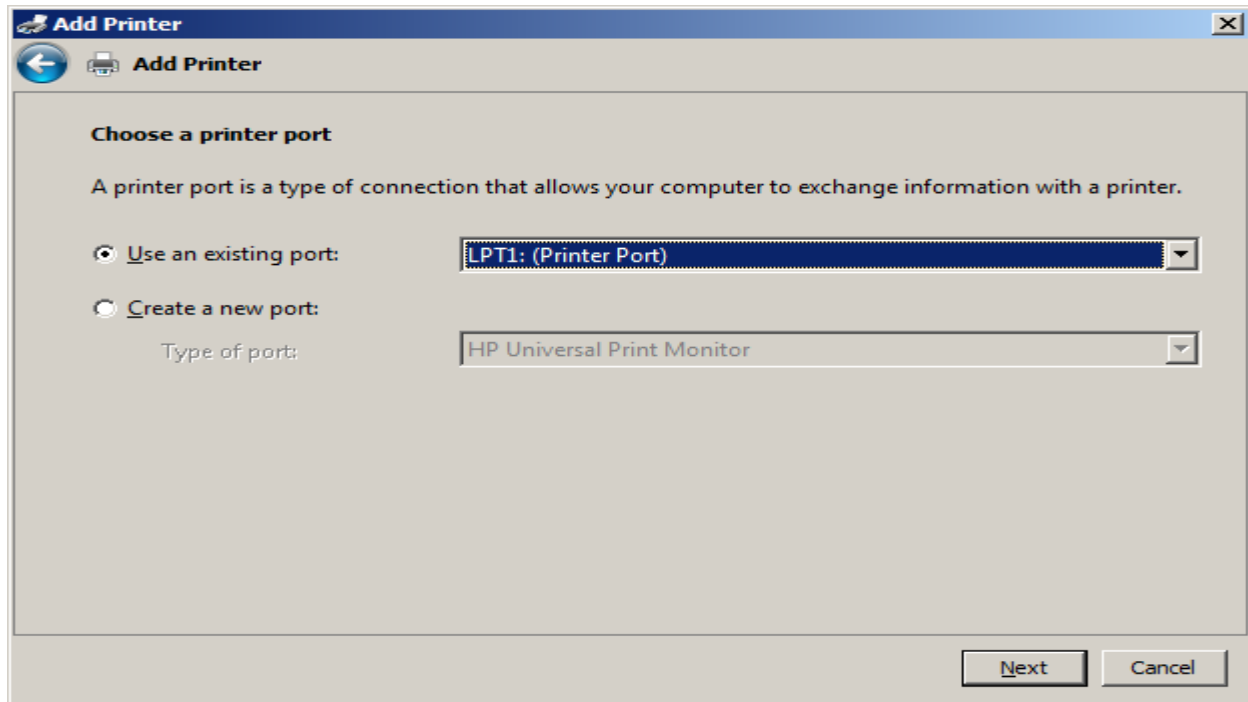 Add Printer
Add Printer
Choose a printer port
A printer port is a type of connection that allows your computer to exchange information with a printer.
Use an existing port: LPT1: (Printer Port)
Create a new port:
Type of port: HP Universal Print Monitor
Next Cancel